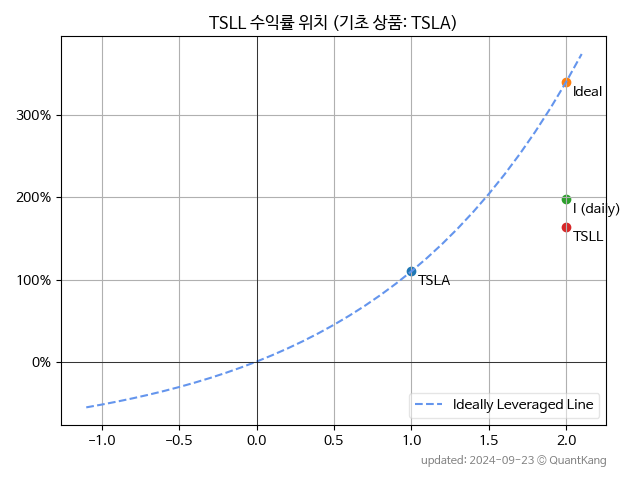 TSLL 수익률 위치 (기초 상품: TSLA)
300%
200%
100%
0%
Ideal
I (daily)
TSLL
TSLA
Ideally Leveraged Line
−1.0 −0.5 0.0 0.5 1.0 1.5 2.0
updated: 2024-09-23 © QuantKang